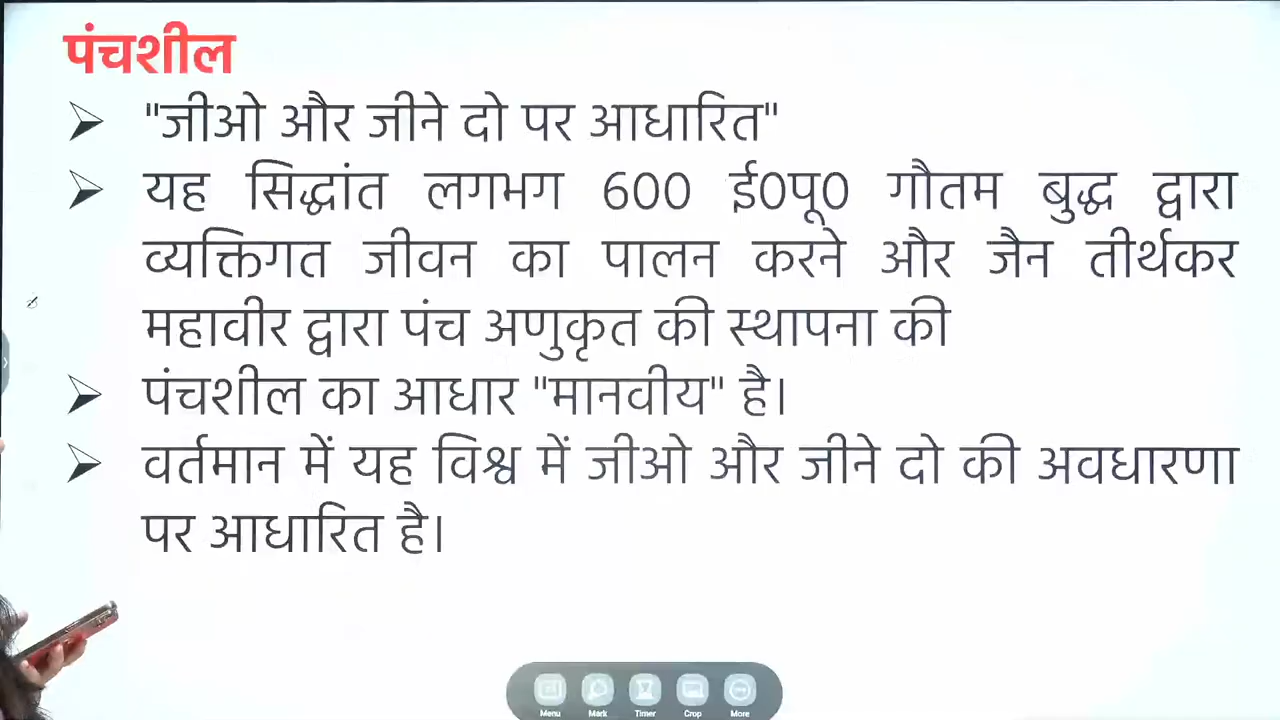 पंचशील
➢ "जीओ और जीने दो पर आधारित"
➢ यह सिद्धांत लगभग 600 ई0पू0 गौतम बुद्ध द्वारा
व्यक्तिगत जीवन का पालन करने और जैन तीर्थकर
महावीर द्वारा पंच अणुकृत की स्थापना की
➢ पंचशील का आधार "मानवीय" है।
➢ वर्तमान में यह विश्व में जीओ और जीने दो की अवधारणा
पर आधारित है।
Menu Mark Timer Crop More